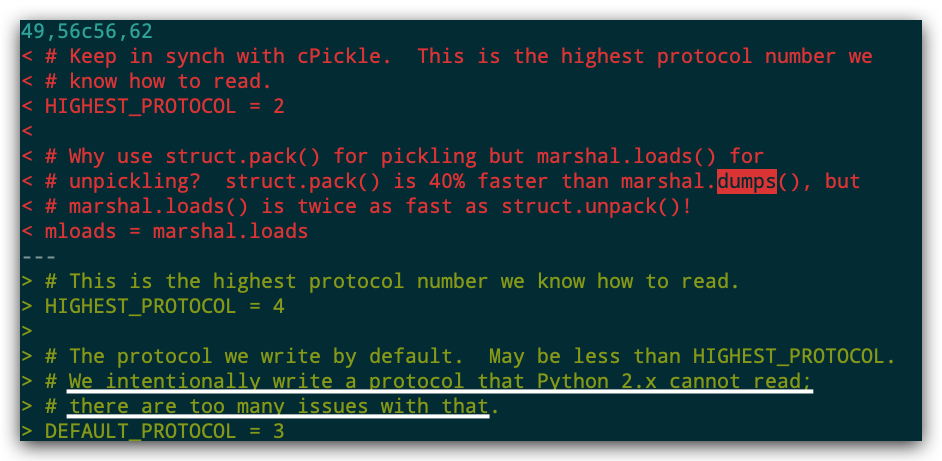 49,56c56,62
< # Keep in synch with cPickle.  This is the highest protocol number we
< # know how to read.
< HIGHEST_PROTOCOL = 2
<
< # Why use struct.pack() for pickling but marshal.loads() for
< # unpickling?  struct.pack() is 40% faster than marshal.dumps(), but
< # marshal.loads() is twice as fast as struct.unpack()!
< mloads = marshal.loads
---
> # This is the highest protocol number we know how to read.
> HIGHEST_PROTOCOL = 4
>
> # The protocol we write by default.  May be less than HIGHEST_PROTOCOL.
> # We intentionally write a protocol that Python 2.x cannot read;
> # there are too many issues with that.
> DEFAULT_PROTOCOL = 3